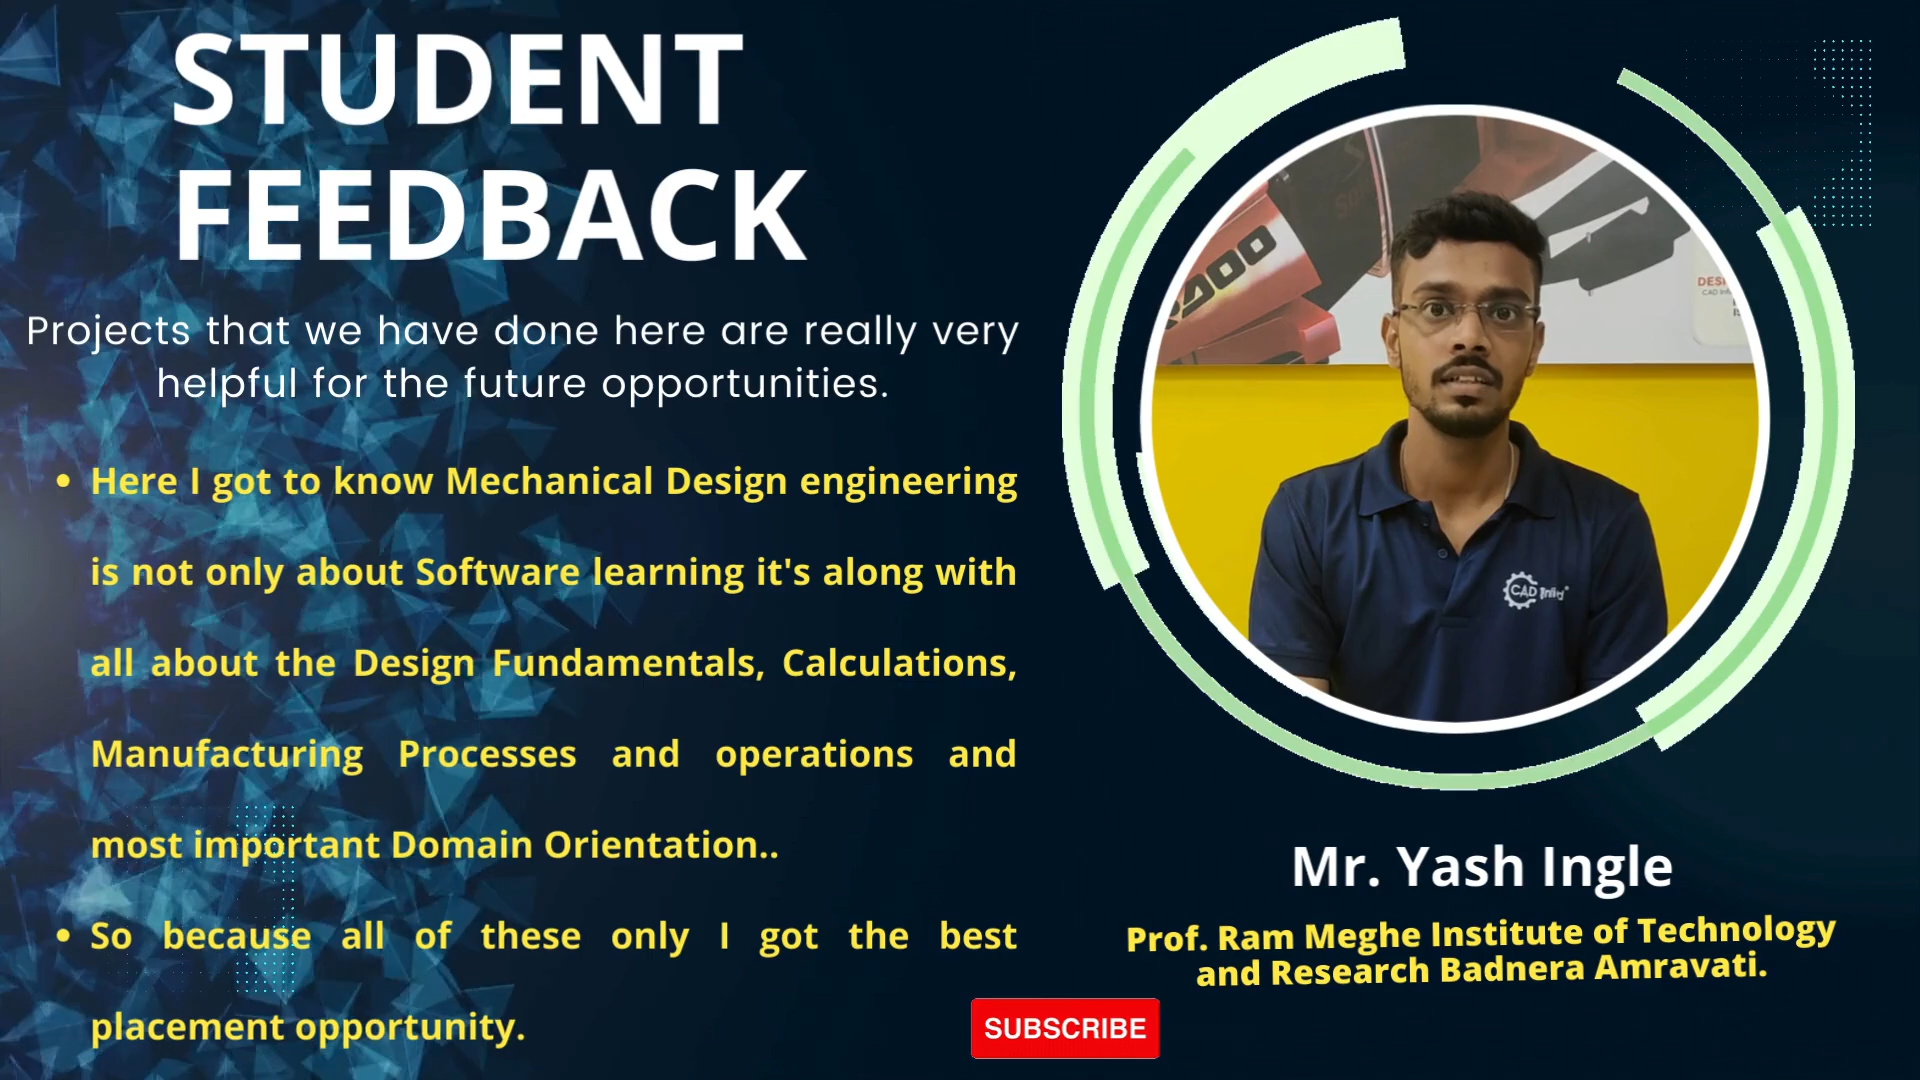 STUDENT
FEEDBACK
Projects that we have done here are really very
helpful for the future opportunities.
• Here I got to know Mechanical Design engineering
is not only about Software learning it's along with
all about the Design Fundamentals, Calculations,
Manufacturing Processes and operations and
most important Domain Orientation..
• So because all of these only I got the best
placement opportunity.
CAD
Mr. Yash Ingle
Prof. Ram Meghe Institute of Technology
and Research Badnera Amravati.
SUBSCRIBE